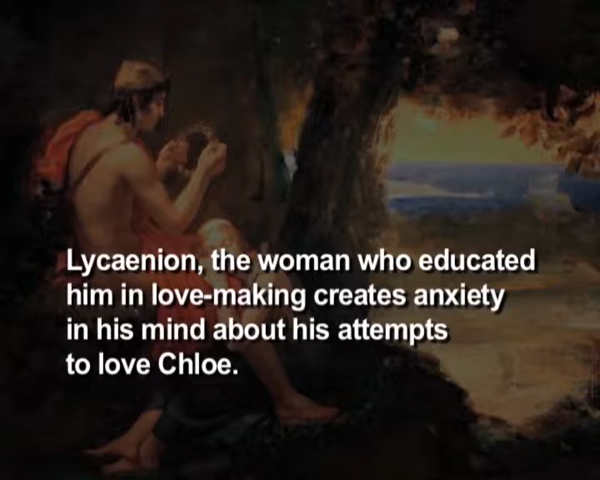 Lycaenion, the woman who educated
him in love-making creates anxiety
in his mind about his attempts
to love Chloe.